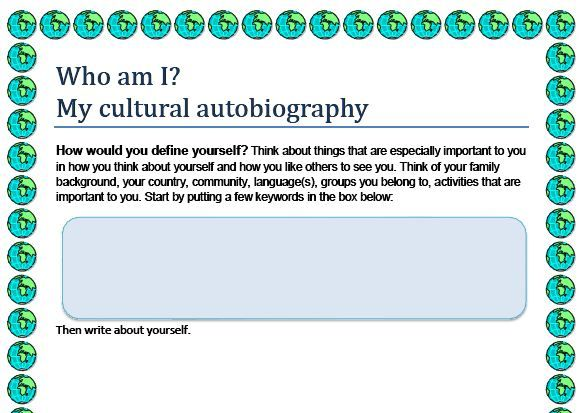 Who am I?
My cultural autobiography
How would you define yourself? Think about things that are especially important to you
in how you think about yourself and how you like others to see you. Think of your family
background, your country, community, language(s), groups you belong to, activities that are
important to you. Start by putting a few keywords in the box below:
Then write about yourself.